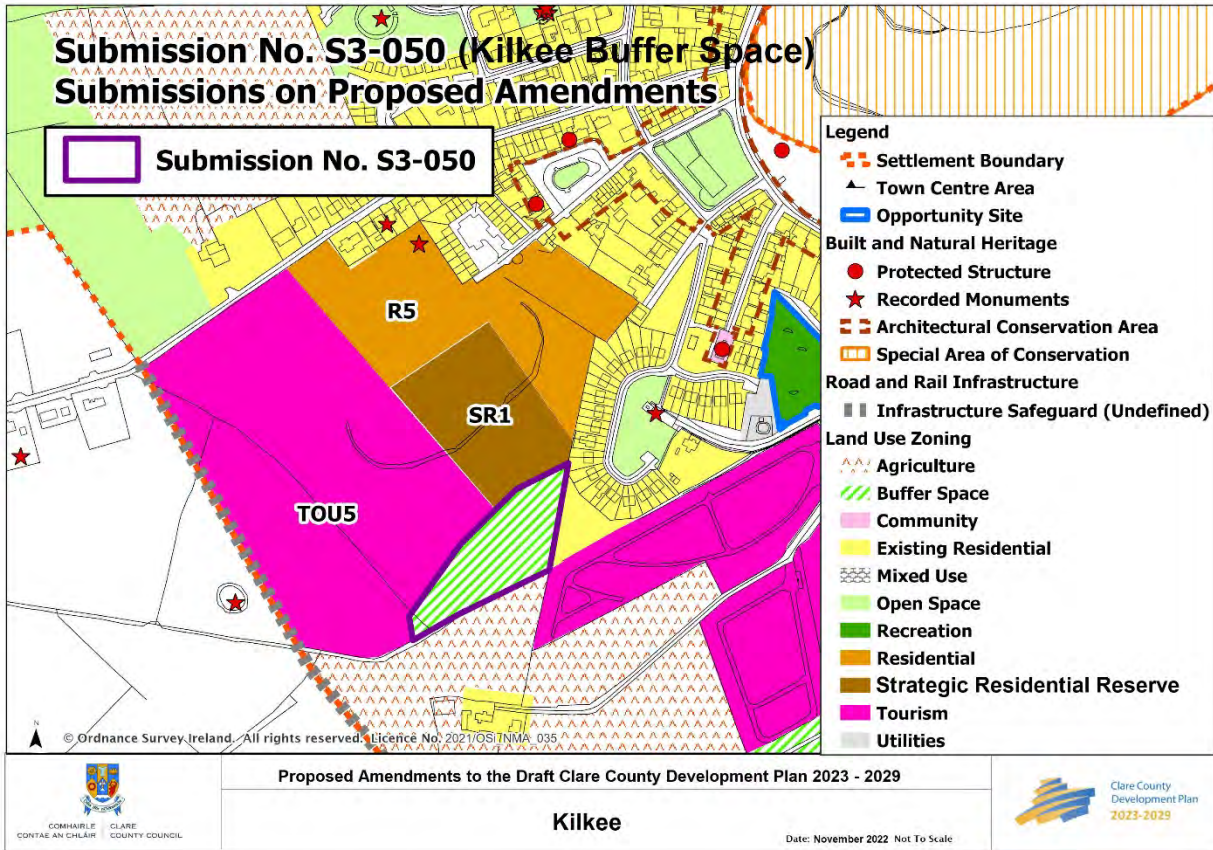 Submission No. S3-050 (Kilkee Buffer Space)
Submissions on Proposed Amendments
Submission No. S3-050
R5
SR1
TOU5
Legend
Settlement Boundary
Town Centre Area
Opportunity Site
Built and Natural Heritage
Protected Structure
Recorded Monuments
Architectural Conservation Area
Special Area of Conservation
Road and Rail Infrastructure
Infrastructure Safeguard (Undefined)
Land Use Zoning
Agriculture
Buffer Space
Community
Existing Residential
Mixed Use
Open Space
Recreation
Residential
Strategic Residential Reserve
Tourism
Utilities
N
© Ordnance Survey Ireland. All rights reserved. Licence No. 2021/OSi NMA_035
COMHAIRLE CLARE
CONTAE AN CHLÁIR COUNTY COUNCIL
Proposed Amendments to the Draft Clare County Development Plan 2023 - 2029
Kilkee
Date: November 2022 Not To Scale
Clare County
Development Plan
2023-2029